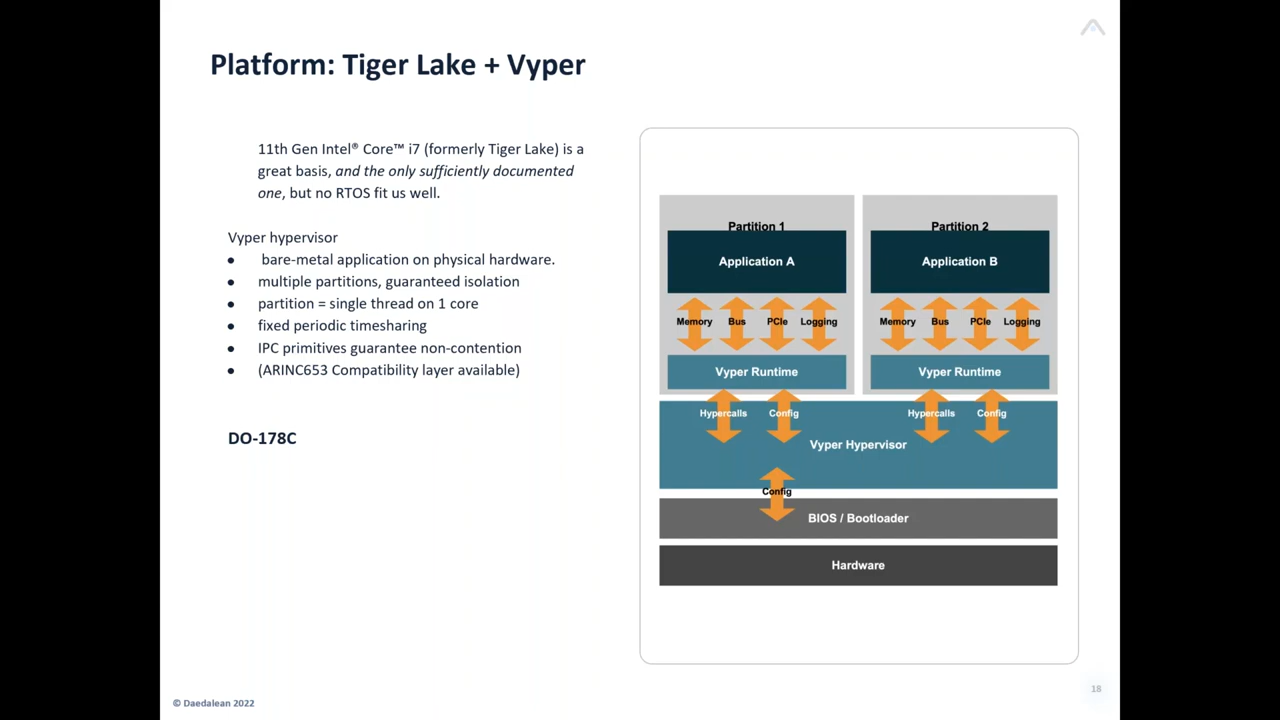 Platform: Tiger Lake + Vyper
11th Gen Intel® Core™ i7 (formerly Tiger Lake) is a
great basis, and the only sufficiently documented
one, but no RTOS fit us well.
Vyper hypervisor
● bare-metal application on physical hardware.
● multiple partitions, guaranteed isolation
● partition = single thread on 1 core
● fixed periodic timesharing
● IPC primitives guarantee non-contention
● (ARINC653 Compatibility layer available)
DO-178C
Partition 1
Application A
Memory Bus PCIe Logging
Vyper Runtime
Hypercalls Config
Partition 2
Application B
Memory Bus PCIe Logging
Vyper Runtime
Hypercalls Config
Vyper Hypervisor
Config
BIOS / Bootloader
Hardware
© Daedalean 2022
18